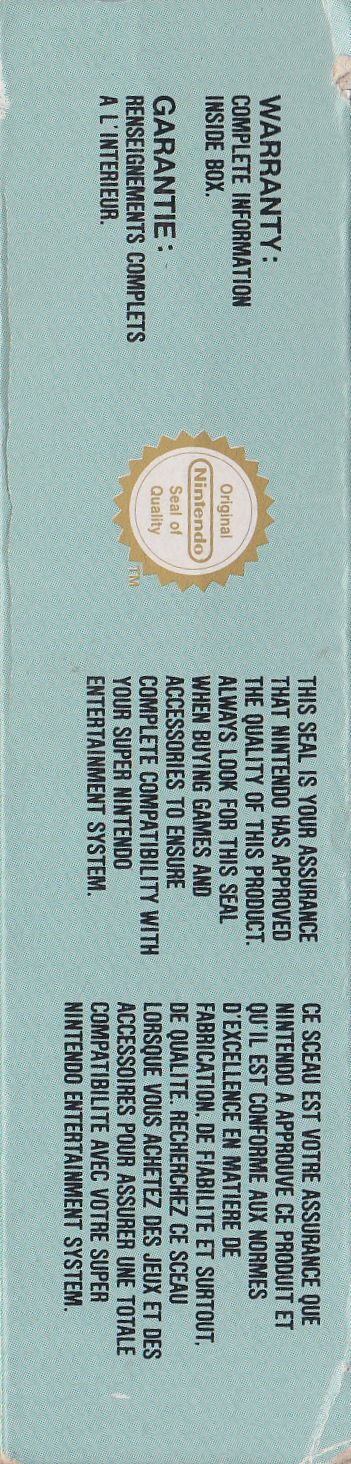 WARRANTY:
COMPLETE INFORMATION
INSIDE BOX.
GARANTIE:
RENSEIGNEMENTS COMPLETS
A L'INTERIEUR.
Original
Nintendo
Seal of
Quality
TM
THIS SEAL IS YOUR ASSURANCE
THAT NINTENDO HAS APPROVED
THE QUALITY OF THIS PRODUCT.
ALWAYS LOOK FOR THIS SEAL
WHEN BUYING GAMES AND
ACCESSORIES TO ENSURE
COMPLETE COMPATIBILITY WITH
YOUR SUPER NINTENDO
ENTERTAINMENT SYSTEM.
CE SCEAU EST VOTRE ASSURANCE QUE
NINTENDO A APPROUVE CE PRODUIT ET
QU'IL EST CONFORME AUX NORMES
D'EXCELLENCE EN MATIERE DE
FABRICATION, DE FIABILITE ET SURTOUT,
DE QUALITE. RECHERCHEZ CE SCEAU
LORSQUE VOUS ACHETEZ DES JEUX ET DES
ACCESSOIRES POUR ASSURER UNE TOTALE
COMPATIBILITE AVEC VOTRE SUPER
NINTENDO ENTERTAINMENT SYSTEM.